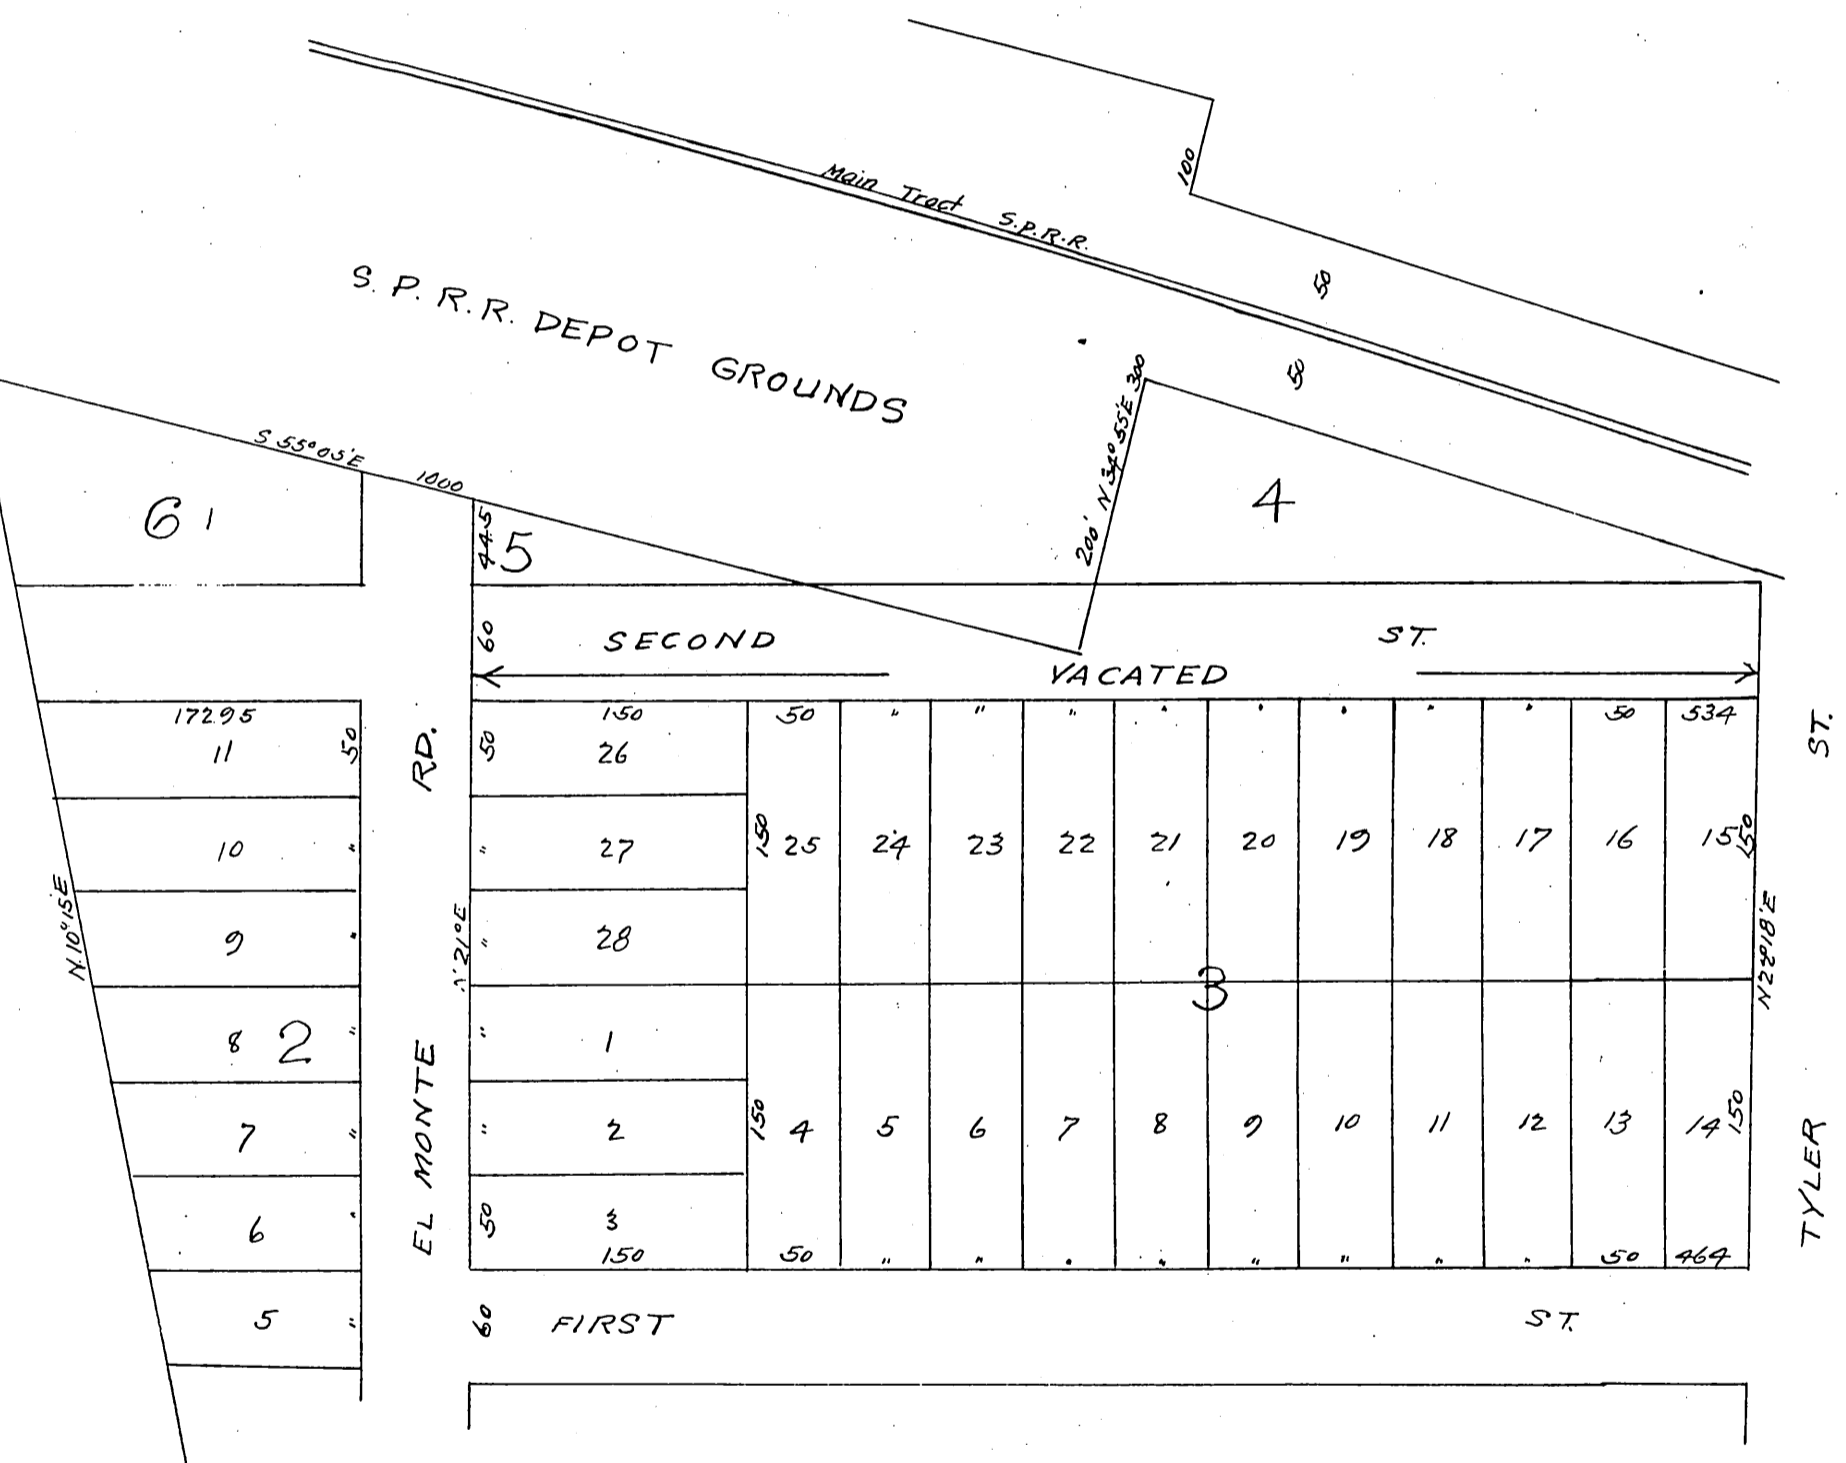 100
Main Tract S.P.R.R.
50
50
S. P. R. R. DEPOT GROUNDS
S 55°05'E 1000
200' N 34°55'E 300
4
6 1
44.5
5
60
SECOND ST.
VACATED
17295
150
50 " " " " " " " " 50 534
11 50
RD.
50 26
ST.
10 "
" 27
150 25 24 23 22 21 20 19 18 17 16 15 150
N.10°15'E
9 "
N 21°E
" 28
3
N22°18'E
8 2 "
EL MONTE
" 1
7 "
" 2
150 4 5 6 7 8 9 10 11 12 13 14 150
TYLER
6 "
50 3
150 50 " " " " " " " " 50 464
5 "
60 FIRST ST.